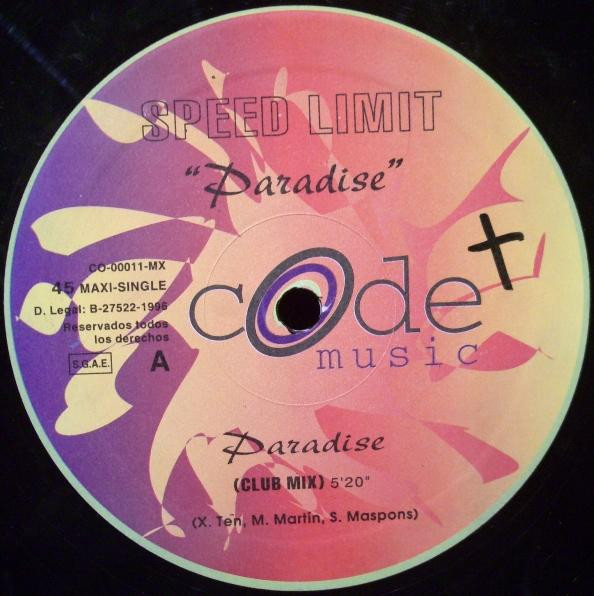 SPEED LIMIT
"Paradise"
CO-00011-MX
45 MAXI-SINGLE
D. Legal: B-27522-1996
Reservados todos
los derechos
S.G.A.E.
A
code
music
Paradise
(CLUB MIX) 5'20"
(X. Ten, M. Martin, S. Maspons)